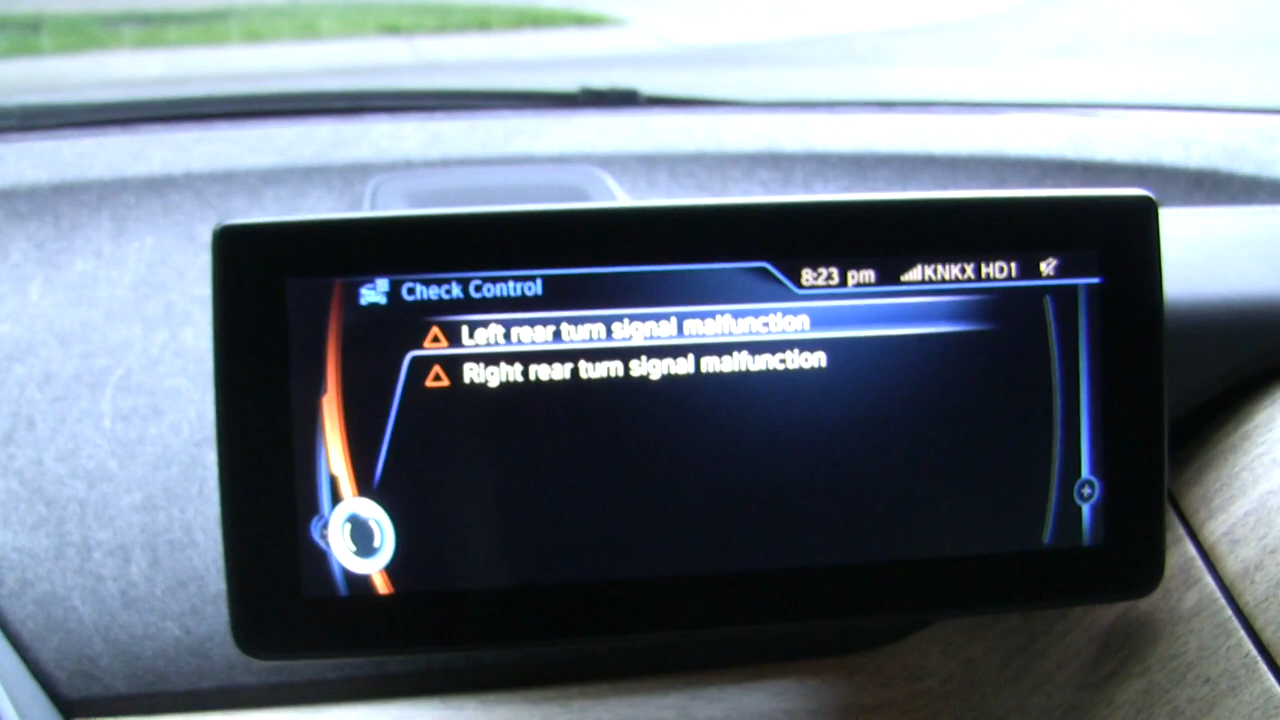 Check Control
8:23 pm
KNKX HD1
Left rear turn signal malfunction
Right rear turn signal malfunction